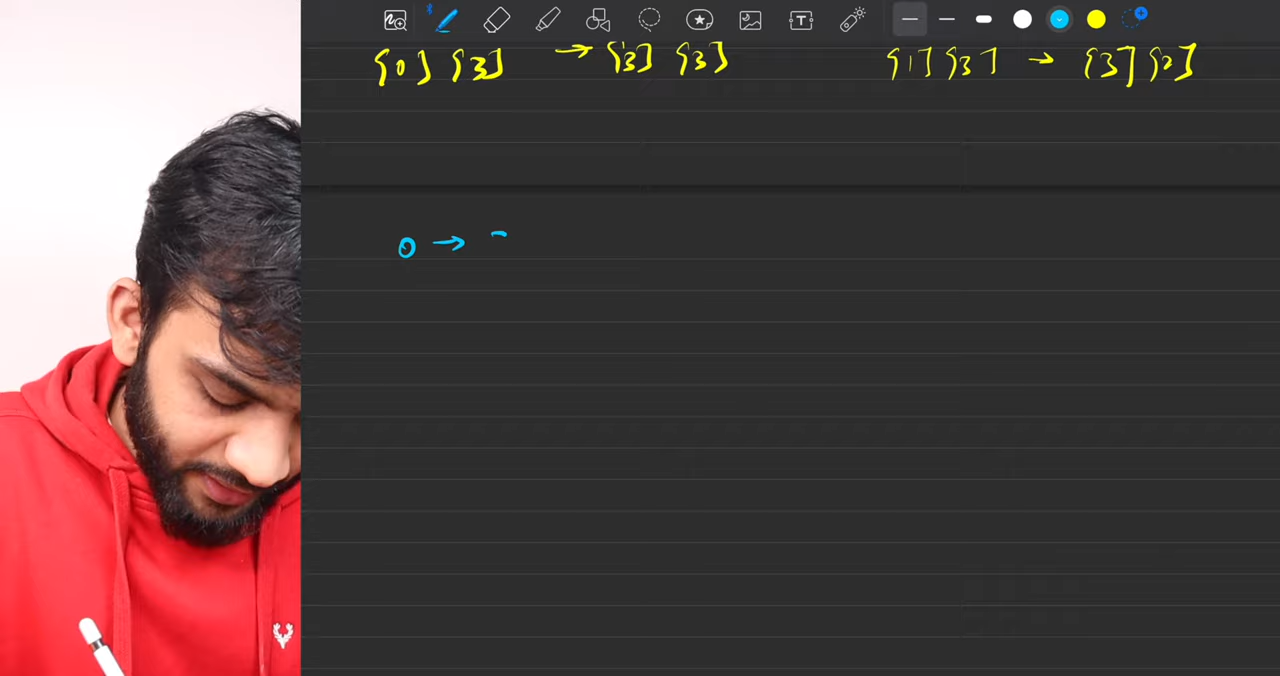 [0] [3] → [3] [3] [1] [3] → [3] [2]
0 →